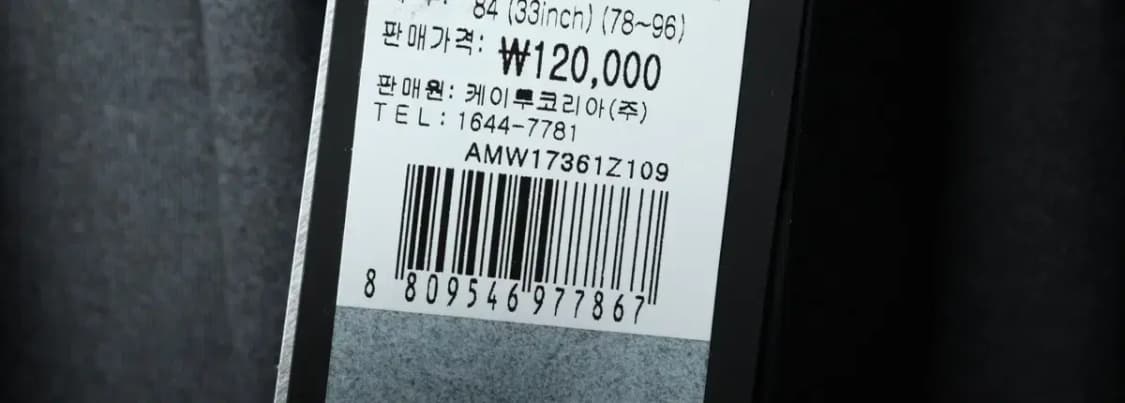 84 (33inch) (78~96)
판매가격: ₩120,000
판매원: 케이투코리아(주)
TEL: 1644-7781
AMW17361Z109
8 809546 977867